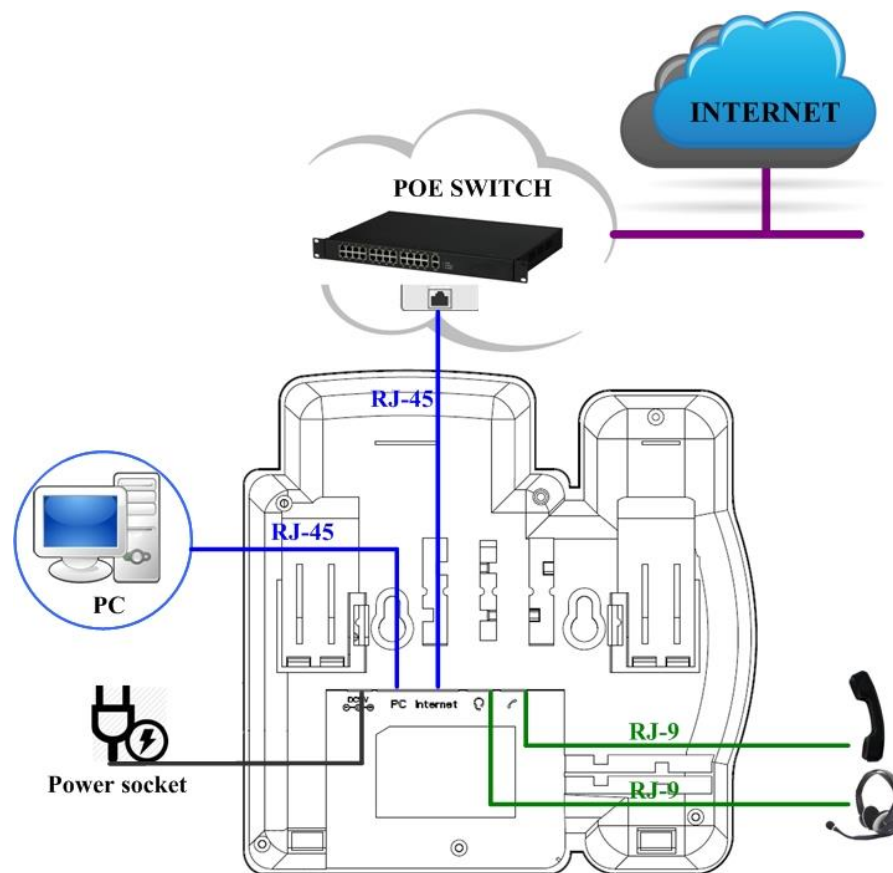 INTERNET
POE SWITCH
RJ-45
RJ-45
PC
DC5V
PC Internet
RJ-9
Power socket
RJ-9